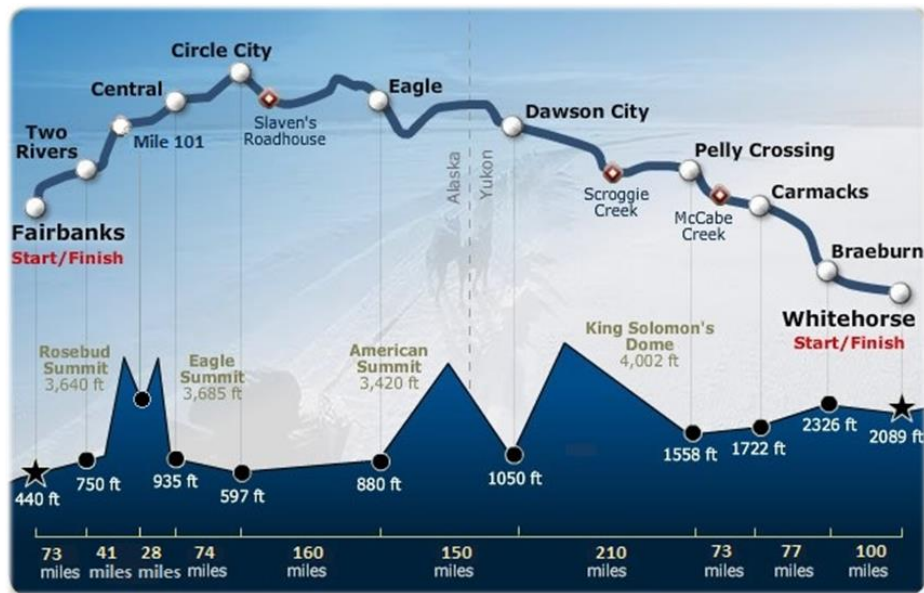 Circle City
Central
Eagle
Two
Rivers
Mile 101
Slaven's
Roadhouse
Dawson City
Alaska
Yukon
Pelly Crossing
Scroggie
Creek
McCabe
Creek
Carmacks
Fairbanks
Start/Finish
Braeburn
Whitehorse
Start/Finish
Rosebud
Summit
3,640 ft
Eagle
Summit
3,685 ft
American
Summit
3,420 ft
King Solomon's
Dome
4,002 ft
440 ft
750 ft
935 ft
597 ft
880 ft
1050 ft
1558 ft
1722 ft
2326 ft
2089 ft
73
miles
41
miles
28
miles
74
miles
160
miles
150
miles
210
miles
73
miles
77
miles
100
miles